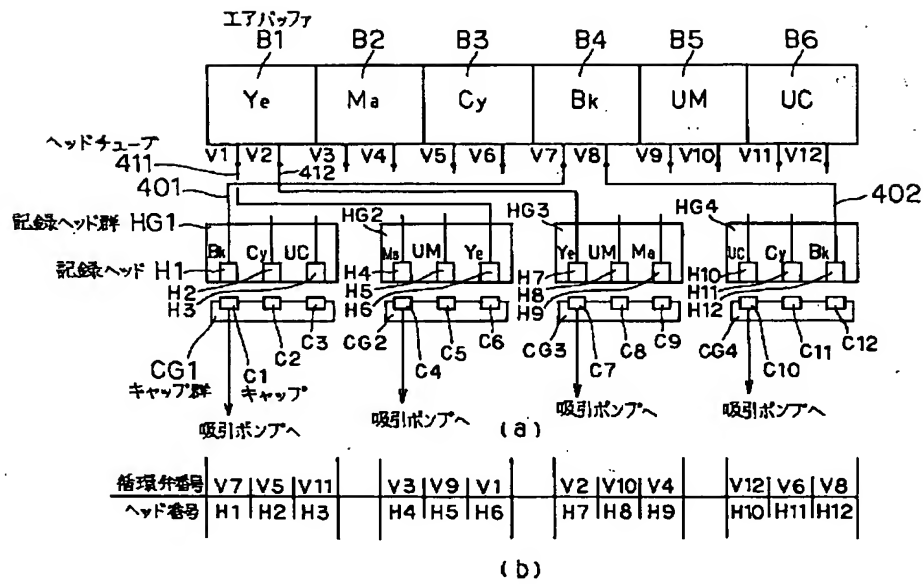 エアバッファ
B1 B2 B3 B4 B5 B6
Ye Ma Cy Bk UM UC
ヘッドチューブ
V1 V2 V3 V4 V5 V6 V7 V8 V9 V10 V11 V12
411 412
401 402
記録ヘッド群 HG1 HG2 HG3 HG4
Bk Cy UC Ma UM Ye Ye UM Ma UC Cy Bk
記録ヘッド H1 H4 H7 H10
H2 H5 H8 H11
H3 H6 H9 H12
C3 C6 C9 C12
CG1 C2 CG2 C5 CG3 C8 CG4 C11
キャップ群 C1 C4 C7 C10
キャップ
吸引ポンプへ 吸引ポンプへ 吸引ポンプへ 吸引ポンプへ
(a)
循環弁番号 V7 V5 V11 V3 V9 V1 V2 V10 V4 V12 V6 V8
ヘッド番号 H1 H2 H3 H4 H5 H6 H7 H8 H9 H10 H11 H12
(b)